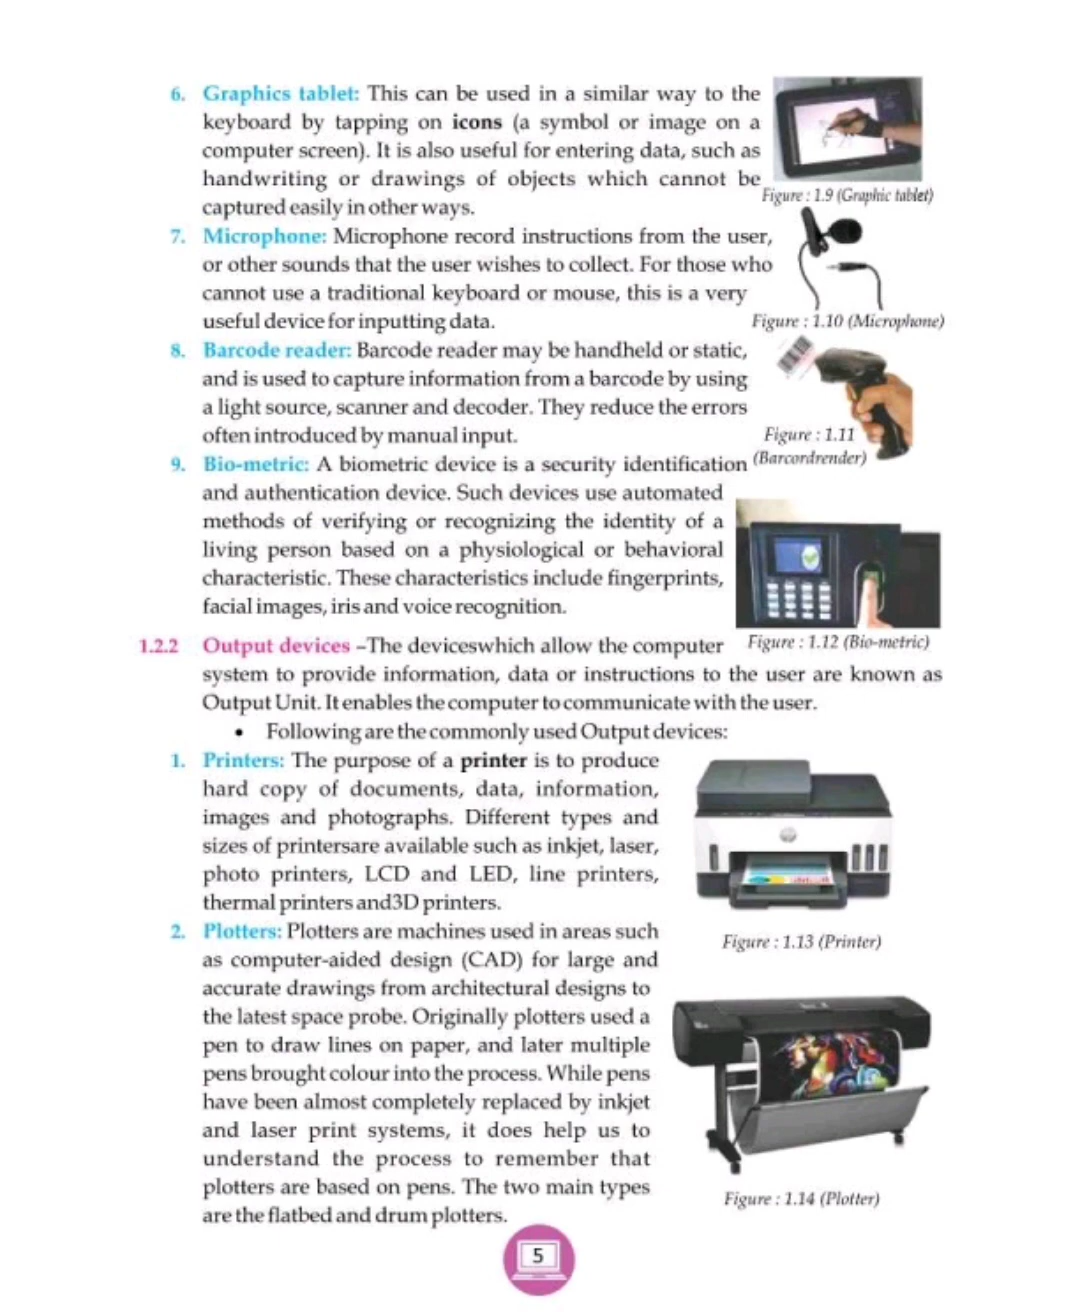 6. Graphics tablet: This can be used in a similar way to the
keyboard by tapping on icons (a symbol or image on a
computer screen). It is also useful for entering data, such as
handwriting or drawings of objects which cannot be
captured easily in other ways.
Figure : 1.9 (Graphic tablet)
7. Microphone: Microphone record instructions from the user,
or other sounds that the user wishes to collect. For those who
cannot use a traditional keyboard or mouse, this is a very
useful device for inputting data.
Figure : 1.10 (Microphone)
8. Barcode reader: Barcode reader may be handheld or static,
and is used to capture information from a barcode by using
a light source, scanner and decoder. They reduce the errors
often introduced by manual input.
Figure : 1.11
(Barcordrender)
9. Bio-metric: A biometric device is a security identification
and authentication device. Such devices use automated
methods of verifying or recognizing the identity of a
living person based on a physiological or behavioral
characteristic. These characteristics include fingerprints,
facial images, iris and voice recognition.
Figure : 1.12 (Bio-metric)
1.2.2 Output devices –The deviceswhich allow the computer
system to provide information, data or instructions to the user are known as
Output Unit. It enables the computer to communicate with the user.
• Following are the commonly used Output devices:
1. Printers: The purpose of a printer is to produce
hard copy of documents, data, information,
images and photographs. Different types and
sizes of printersare available such as inkjet, laser,
photo printers, LCD and LED, line printers,
thermal printers and3D printers.
Figure : 1.13 (Printer)
2. Plotters: Plotters are machines used in areas such
as computer-aided design (CAD) for large and
accurate drawings from architectural designs to
the latest space probe. Originally plotters used a
pen to draw lines on paper, and later multiple
pens brought colour into the process. While pens
have been almost completely replaced by inkjet
and laser print systems, it does help us to
understand the process to remember that
plotters are based on pens. The two main types
are the flatbed and drum plotters.
Figure : 1.14 (Plotter)
5